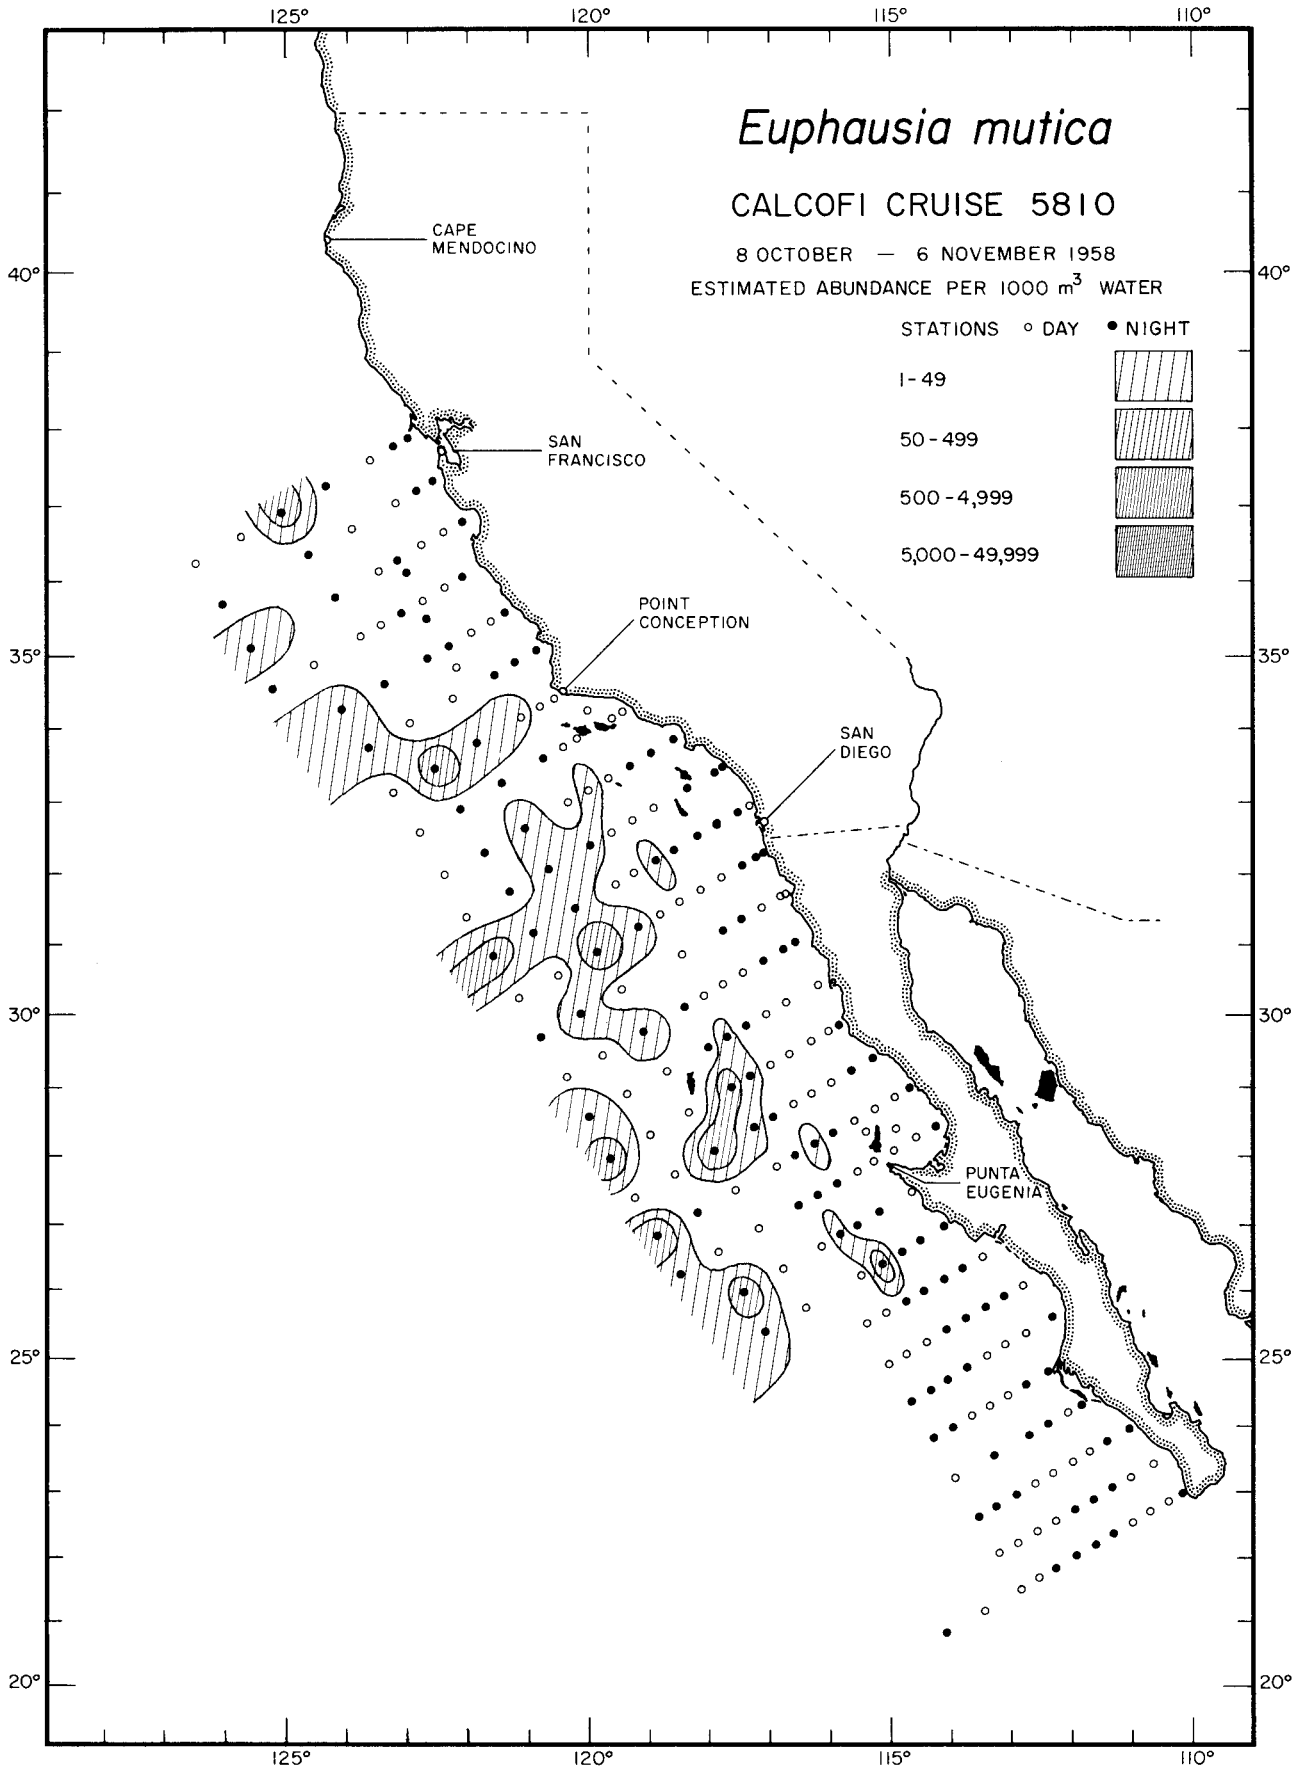 125° 120° 115° 110°
Euphausia mutica
CALCOFI CRUISE 5810
8 OCTOBER — 6 NOVEMBER 1958
ESTIMATED ABUNDANCE PER 1000 m³ WATER
STATIONS ○ DAY ● NIGHT
1-49
50-499
500-4,999
5,000-49,999
CAPE
MENDOCINO
40° 40°
SAN
FRANCISCO
POINT
CONCEPTION
35° 35°
SAN
DIEGO
30° 30°
PUNTA
EUGENIA
25° 25°
20° 20°
125° 120° 115° 110°